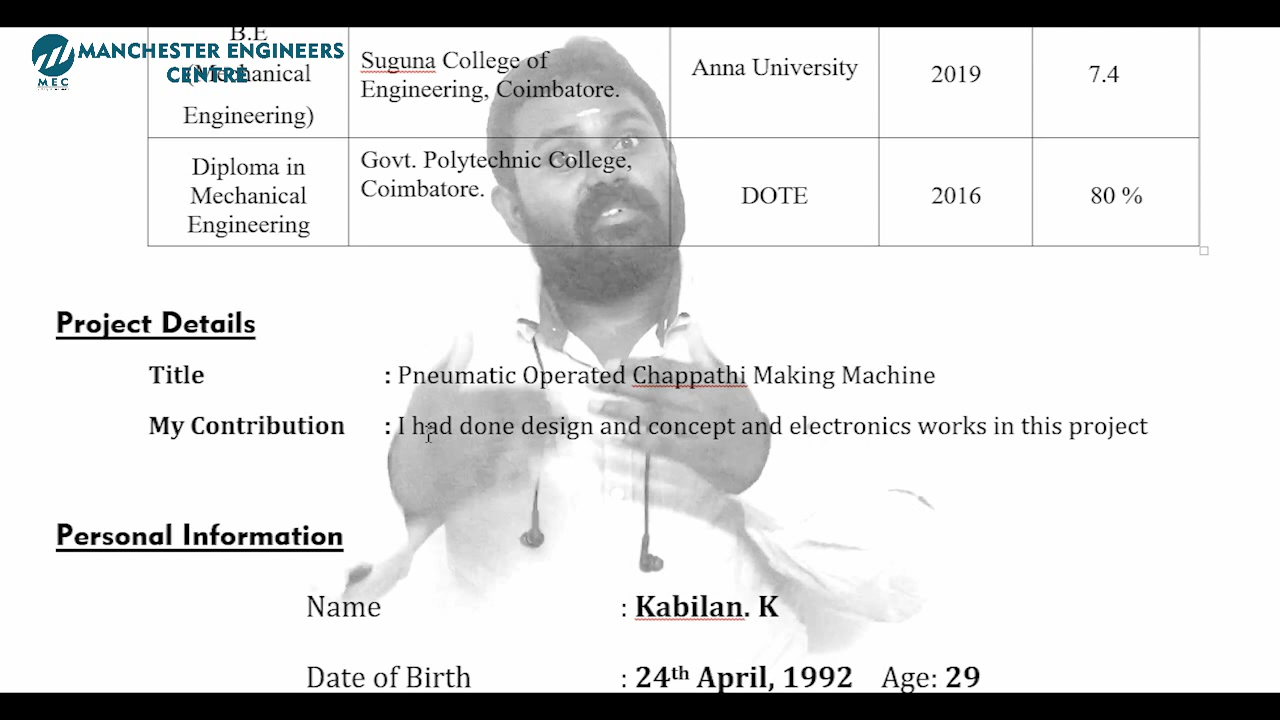 MANCHESTER ENGINEERS
CENTRE
MEC
B.E
(Mechanical
Engineering)
Suguna College of
Engineering, Coimbatore.
Anna University
2019
7.4
Diploma in
Mechanical
Engineering
Govt. Polytechnic College,
Coimbatore.
DOTE
2016
80 %
Project Details
Title : Pneumatic Operated Chappathi Making Machine
My Contribution : I had done design and concept and electronics works in this project
Personal Information
Name : Kabilan. K
Date of Birth : 24th April, 1992 Age: 29